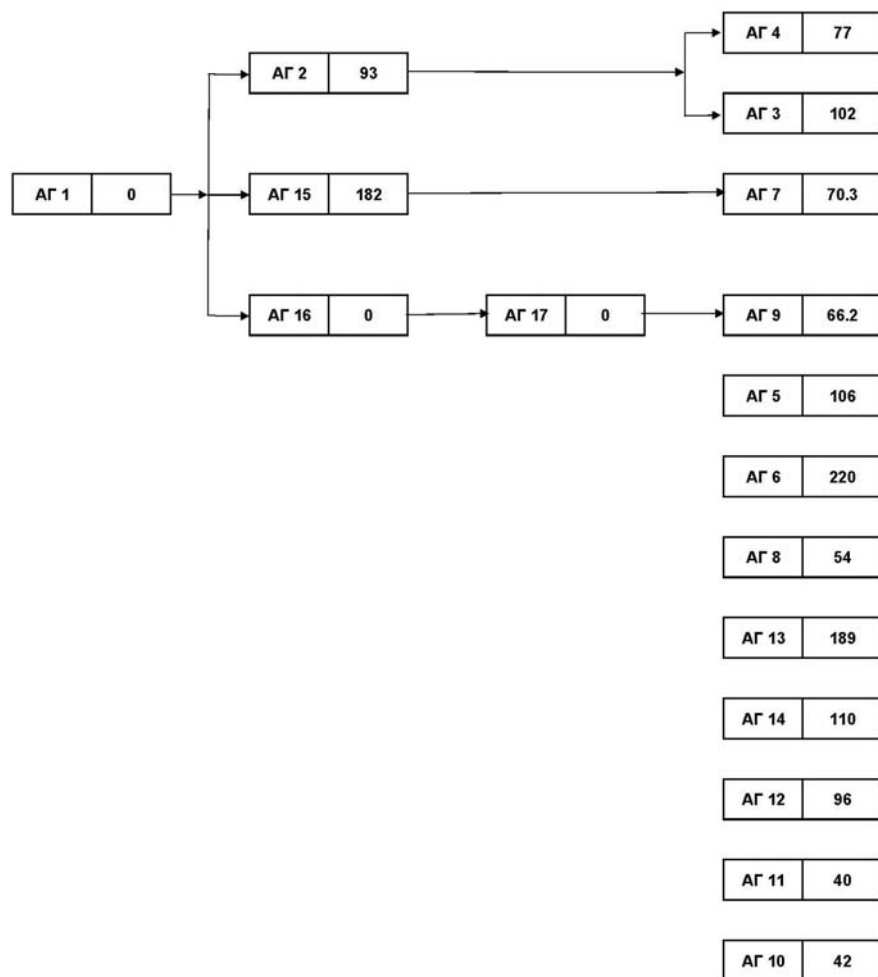 АГ 4 77
АГ 2 93
АГ 3 102
АГ 1 0
АГ 15 182
АГ 7 70.3
АГ 16 0
АГ 17 0
АГ 9 66.2
АГ 5 106
АГ 6 220
АГ 8 54
АГ 13 189
АГ 14 110
АГ 12 96
АГ 11 40
АГ 10 42